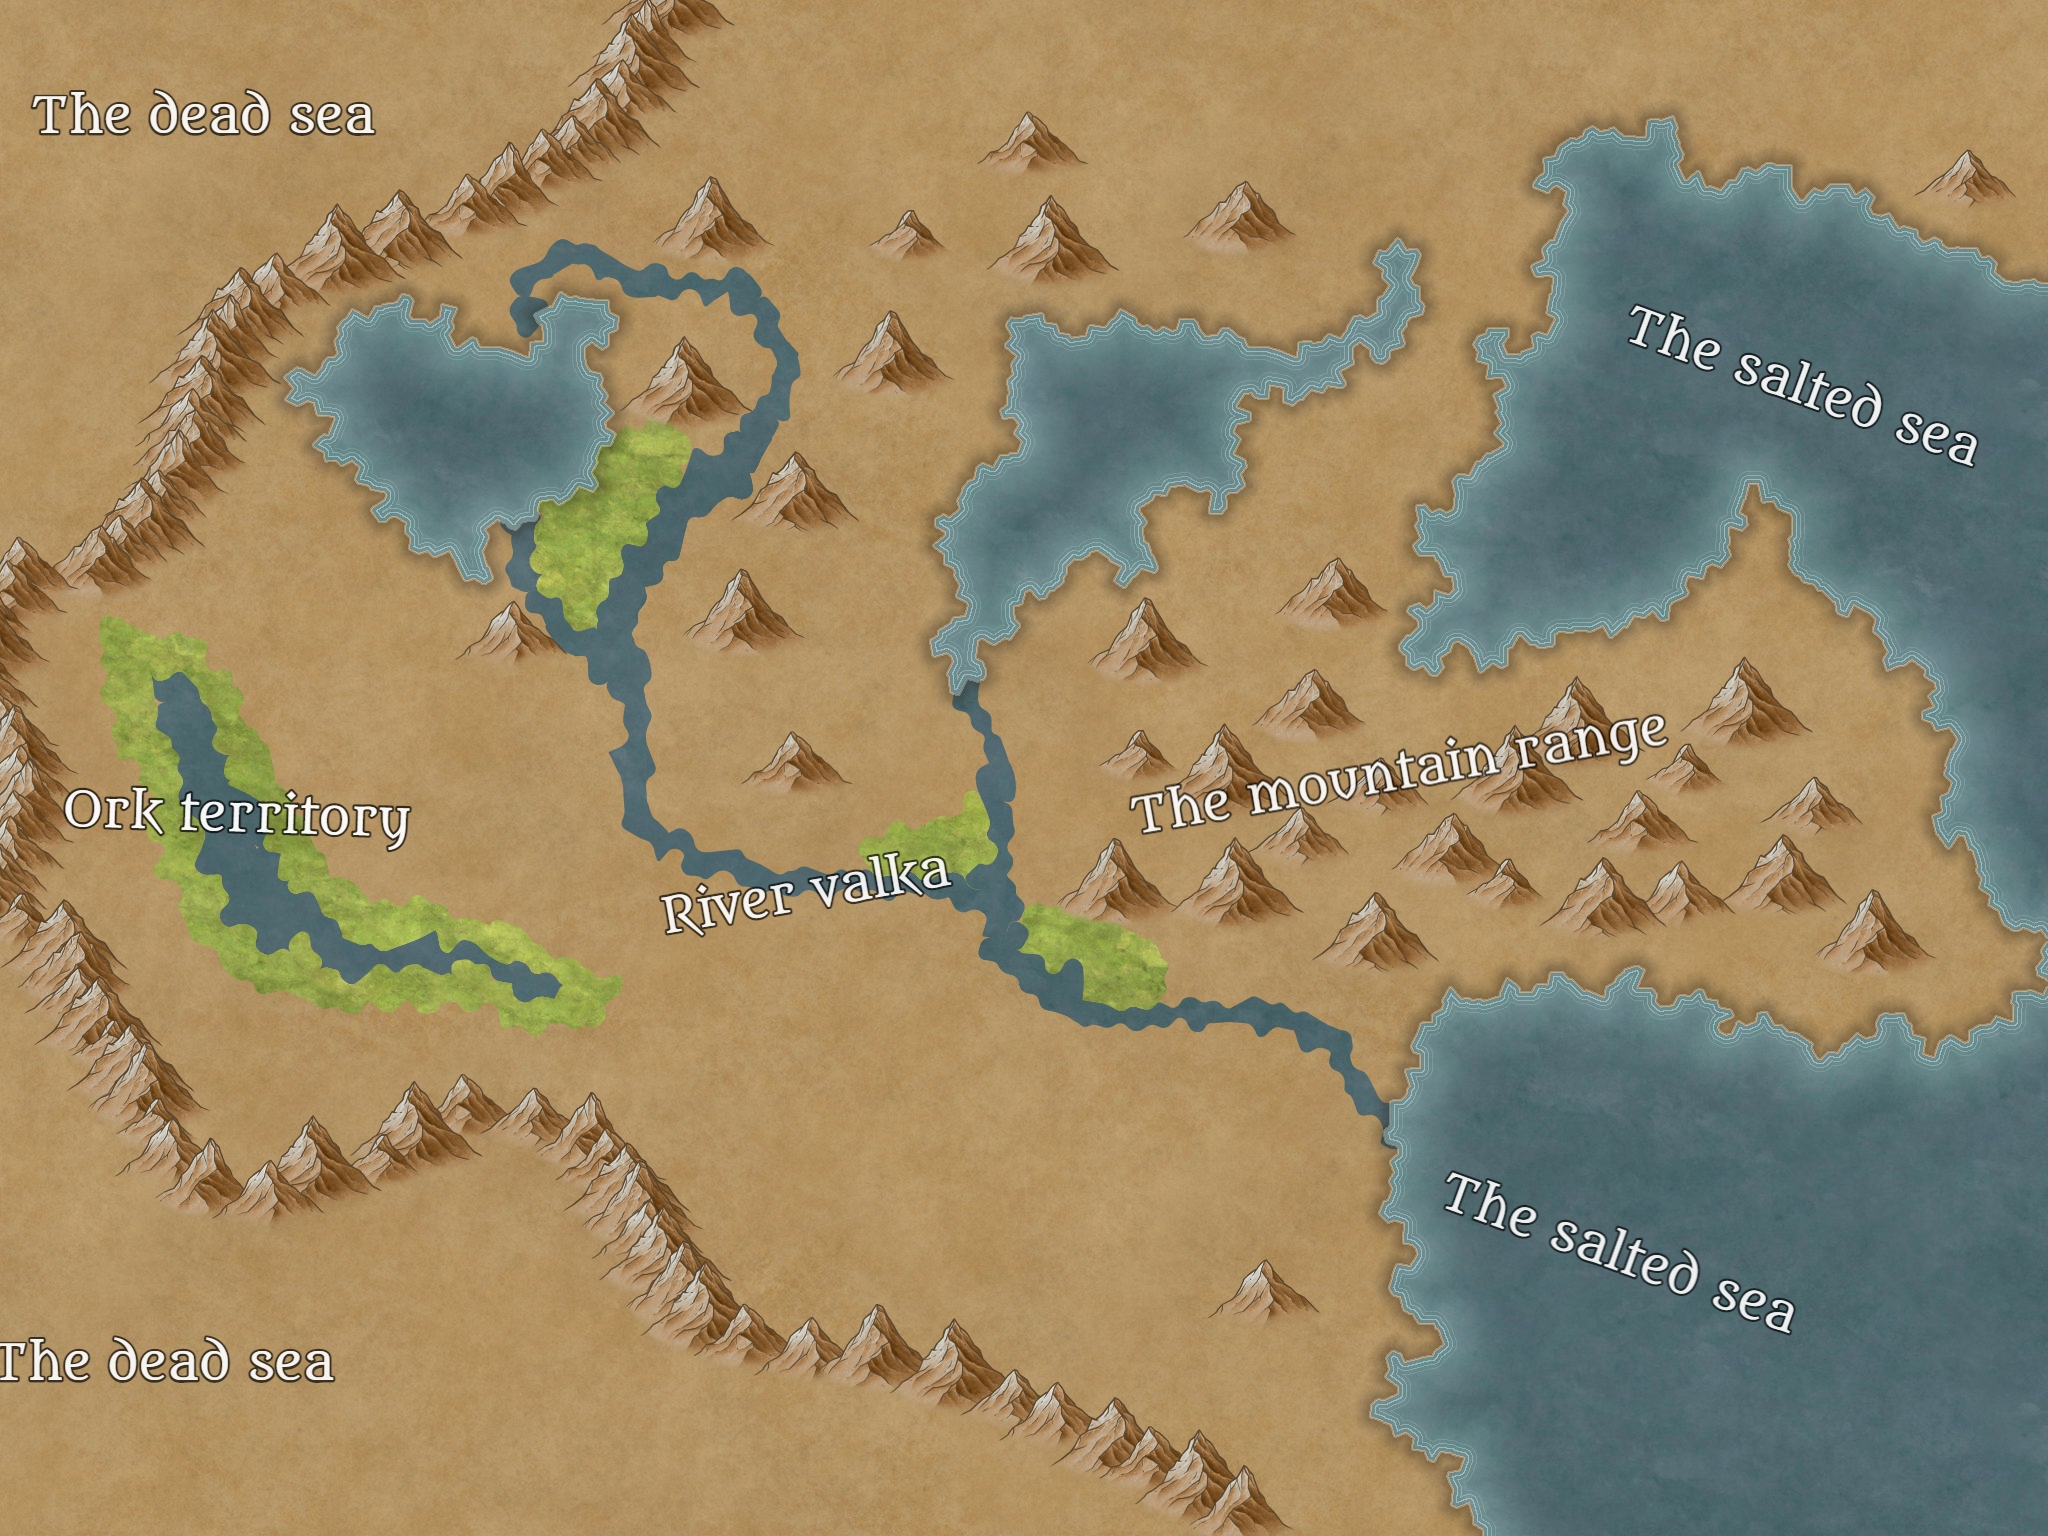 The dead sea
The salted sea
The mountain range
Ork territory
River valka
The salted sea
The dead sea